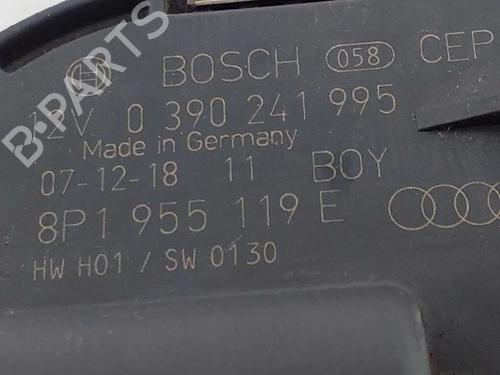 BOSCH 058 CEP
12V 0 390 241 995
Made in Germany
07-12-18 11 BOY
8P1 955 119 E
HW H01 / SW 0130
B-PARTS